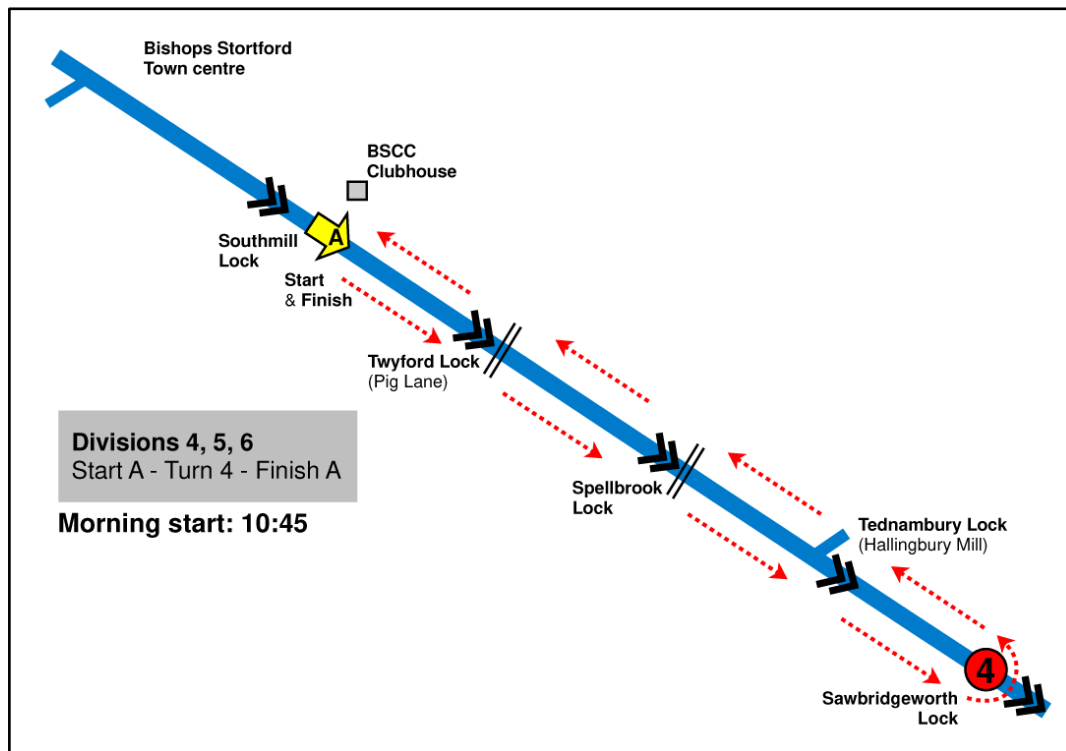 Bishops Stortford
Town centre
BSCC
Clubhouse
A
Southmill
Lock
Start
& Finish
Twyford Lock
(Pig Lane)
Divisions 4, 5, 6
Start A - Turn 4 - Finish A
Morning start: 10:45
Spellbrook
Lock
Tednambury Lock
(Hallingbury Mill)
4
Sawbridgeworth
Lock